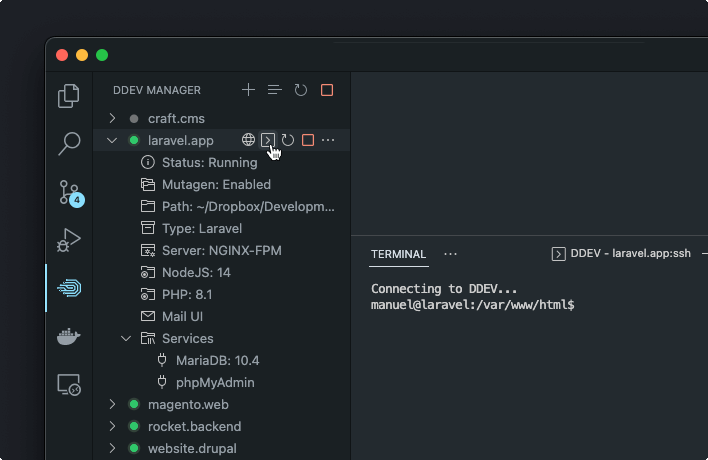 DDEV MANAGER
craft.cms
laravel.app
Status: Running
Mutagen: Enabled
Path: ~/Dropbox/Developm...
Type: Laravel
Server: NGINX-FPM
NodeJS: 14
PHP: 8.1
Mail UI
Services
MariaDB: 10.4
phpMyAdmin
magento.web
rocket.backend
website.drupal
4
TERMINAL
DDEV - laravel.app:ssh
Connecting to DDEV...
manuel@laravel:/var/www/html$